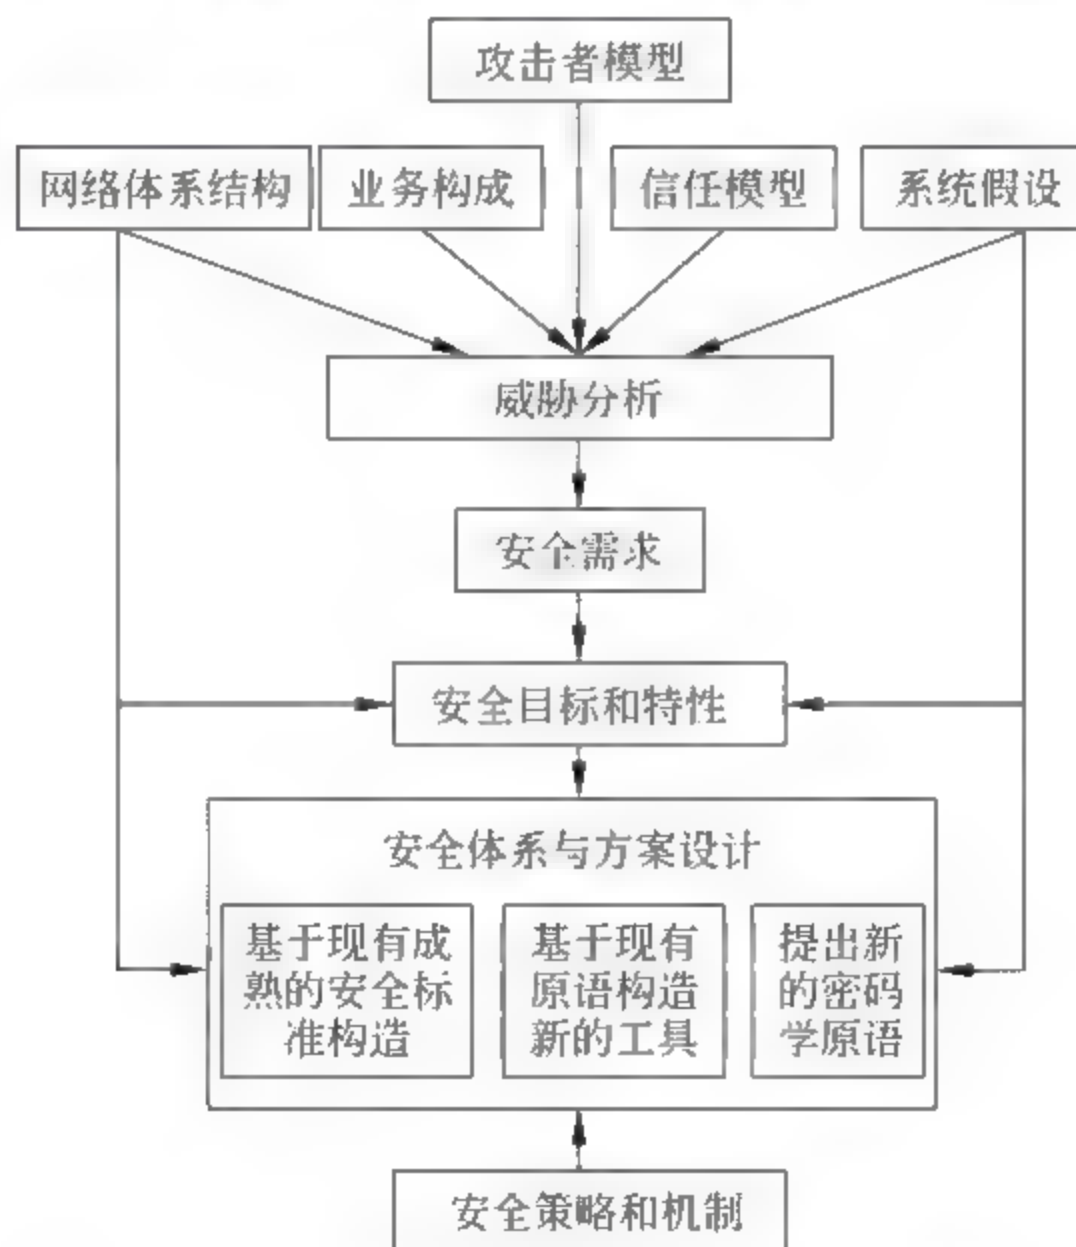 攻击者模型
网络体系结构
业务构成
信任模型
系统假设
威胁分析
安全需求
安全目标和特性
安全体系与方案设计
基于现有成
熟的安全标
准构造
基于现有
原语构造
新的工具
提出新
的密码
学原语
安全策略和机制